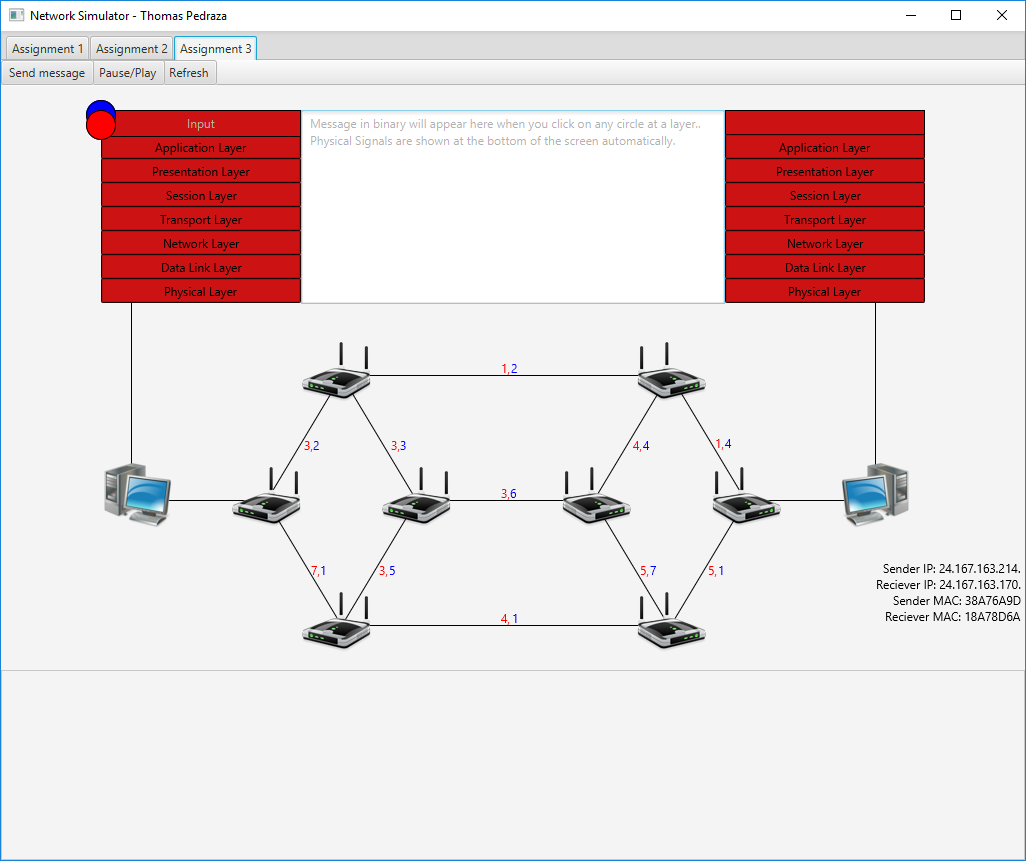 Network Simulator - Thomas Pedraza
Assignment 1
Assignment 2
Assignment 3
Send message
Pause/Play
Refresh
Input
Application Layer
Presentation Layer
Session Layer
Transport Layer
Network Layer
Data Link Layer
Physical Layer
Message in binary will appear here when you click on any circle at a layer..
Physical Signals are shown at the bottom of the screen automatically.
Application Layer
Presentation Layer
Session Layer
Transport Layer
Network Layer
Data Link Layer
Physical Layer
1,2
3,2
3,3
4,4
1,4
3,6
7,1
3,5
5,7
5,1
4,1
Sender IP: 24.167.163.214.
Reciever IP: 24.167.163.170.
Sender MAC: 38A76A9D
Reciever MAC: 18A78D6A